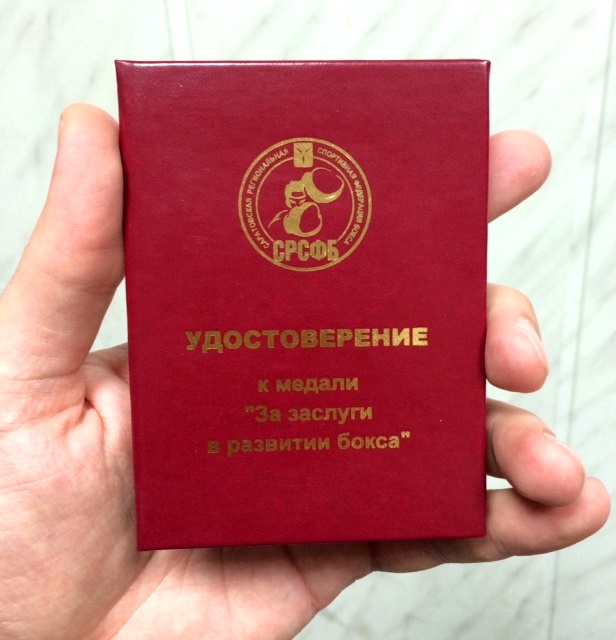 САРАТОВСКАЯ РЕГИОНАЛЬНАЯ СПОРТИВНАЯ ФЕДЕРАЦИЯ БОКСА
СРСФБ
УДОСТОВЕРЕНИЕ
к медали
"За заслуги
в развитии бокса"